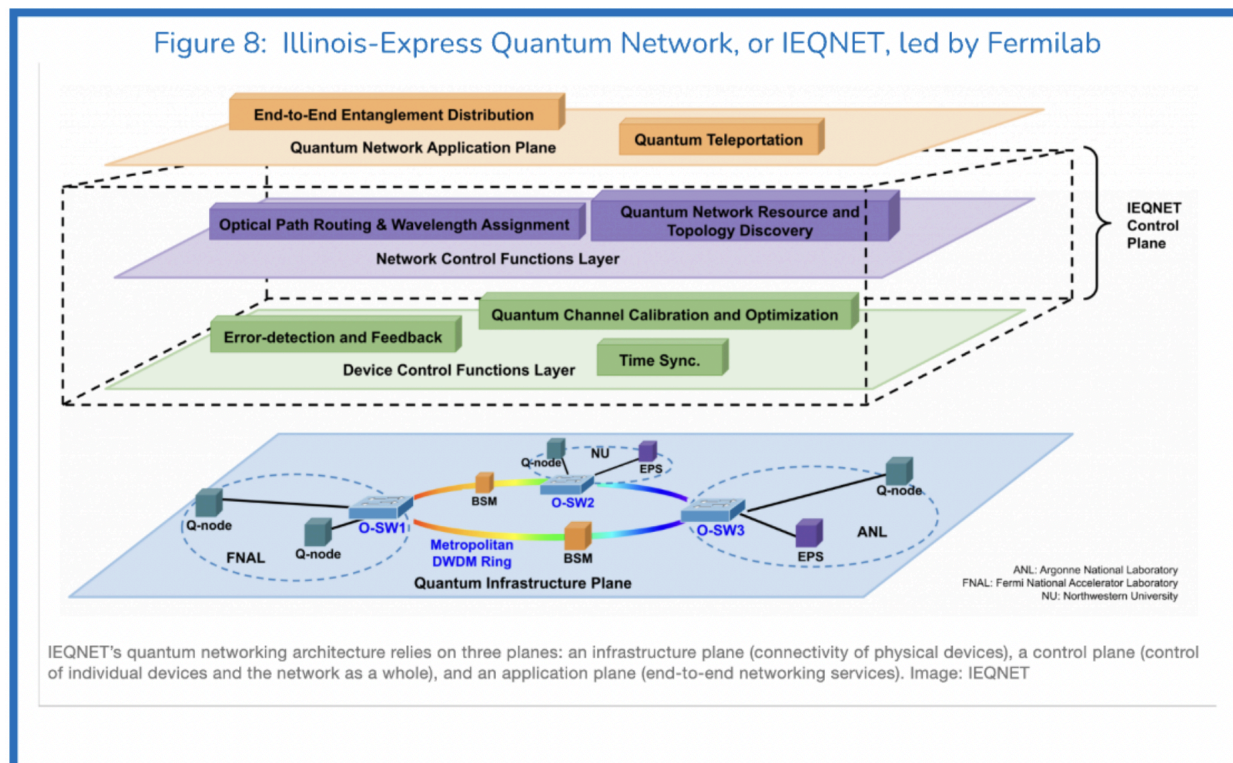 Figure 8: Illinois-Express Quantum Network, or IEQNET, led by Fermilab
End-to-End Entanglement Distribution
Quantum Teleportation
Quantum Network Application Plane
Optical Path Routing & Wavelength Assignment
Quantum Network Resource and
Topology Discovery
Network Control Functions Layer
IEQNET
Control
Plane
Quantum Channel Calibration and Optimization
Error-detection and Feedback
Time Sync.
Device Control Functions Layer
Q-node
NU
EPS
Q-node
BSM
O-SW2
Q-node
Q-node
O-SW1
O-SW3
FNAL
Metropolitan
DWDM Ring
BSM
EPS
ANL
Quantum Infrastructure Plane
ANL: Argonne National Laboratory
FNAL: Fermi National Accelerator Laboratory
NU: Northwestern University
IEQNET's quantum networking architecture relies on three planes: an infrastructure plane (connectivity of physical devices), a control plane (control
of individual devices and the network as a whole), and an application plane (end-to-end networking services). Image: IEQNET